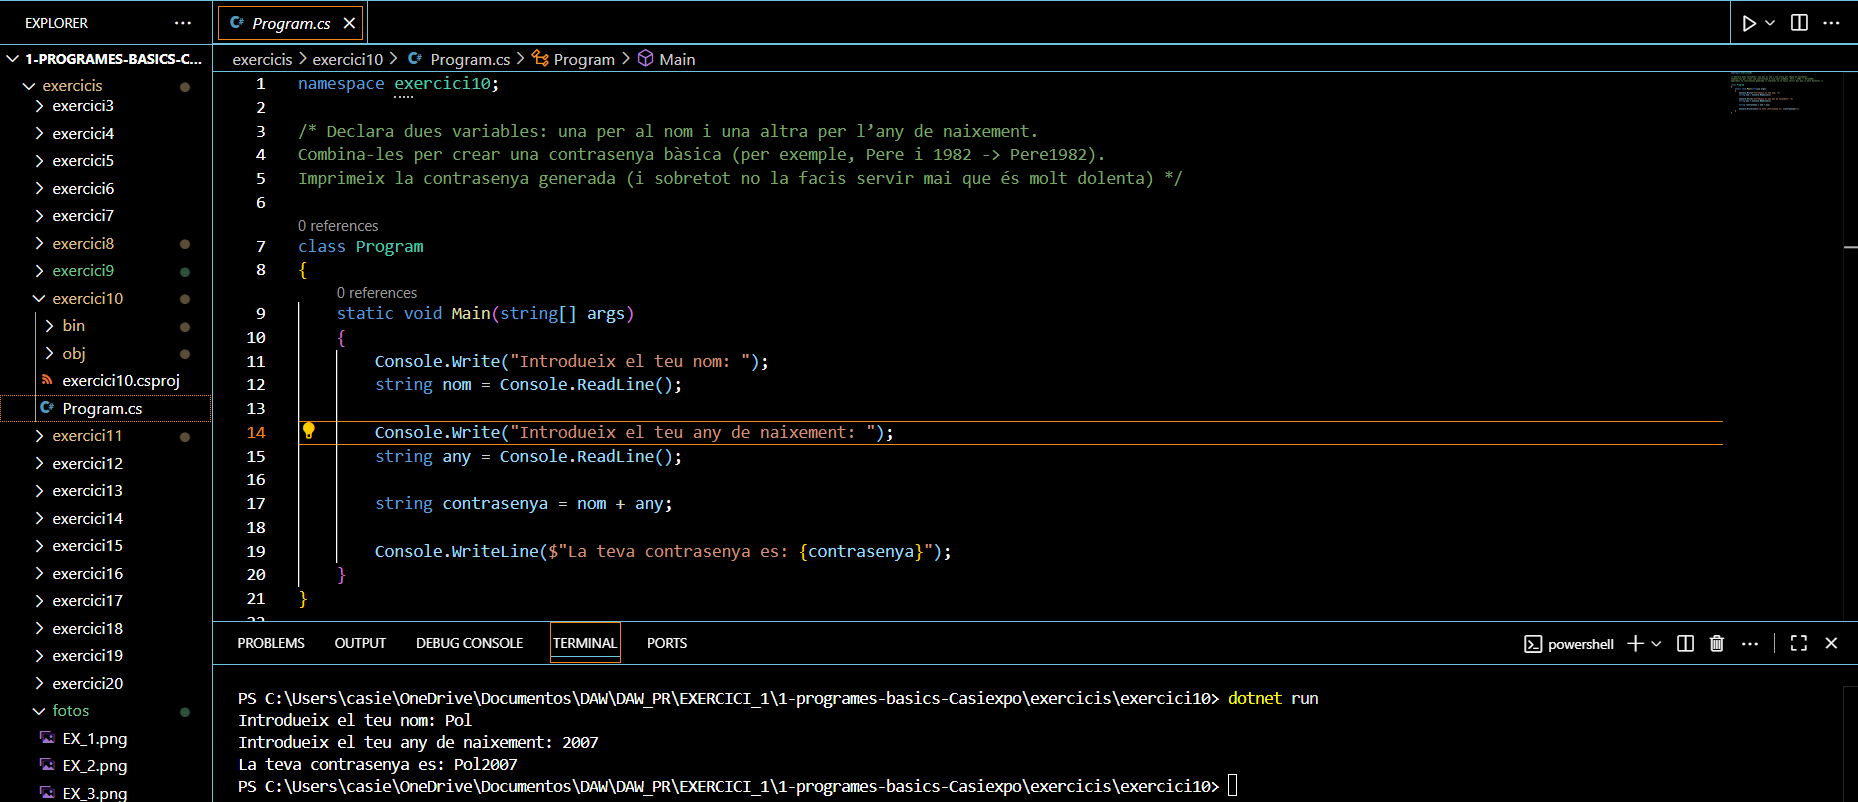 EXPLORER
1-PROGRAMES-BASICS-C...
exercicis
exercici3
exercici4
exercici5
exercici6
exercici7
exercici8
exercici9
exercici10
bin
obj
exercici10.csproj
Program.cs
exercici11
exercici12
exercici13
exercici14
exercici15
exercici16
exercici17
exercici18
exercici19
exercici20
fotos
EX_1.png
EX_2.png
EX_3.png
Program.cs
exercicis > exercici10 > Program.cs > Program > Main
1 namespace exercici10;
2
3 /* Declara dues variables: una per al nom i una altra per l’any de naixement.
4 Combina-les per crear una contrasenya bàsica (per exemple, Pere i 1982 -> Pere1982).
5 Imprimeix la contrasenya generada (i sobretot no la facis servir mai que és molt dolenta) */
6
0 references
7 class Program
8 {
0 references
9 static void Main(string[] args)
10 {
11 Console.Write("Introdueix el teu nom: ");
12 string nom = Console.ReadLine();
13
14 Console.Write("Introdueix el teu any de naixement: ");
15 string any = Console.ReadLine();
16
17 string contrasenya = nom + any;
18
19 Console.WriteLine($"La teva contrasenya es: {contrasenya}");
20 }
21 }
PROBLEMS OUTPUT DEBUG CONSOLE TERMINAL PORTS powershell
PS C:\Users\casie\OneDrive\Documentos\DAW\DAW_PR\EXERCICI_1\1-programes-basics-Casiexpo\exercicis\exercici10> dotnet run
Introdueix el teu nom: Pol
Introdueix el teu any de naixement: 2007
La teva contrasenya es: Pol2007
PS C:\Users\casie\OneDrive\Documentos\DAW\DAW_PR\EXERCICI_1\1-programes-basics-Casiexpo\exercicis\exercici10>